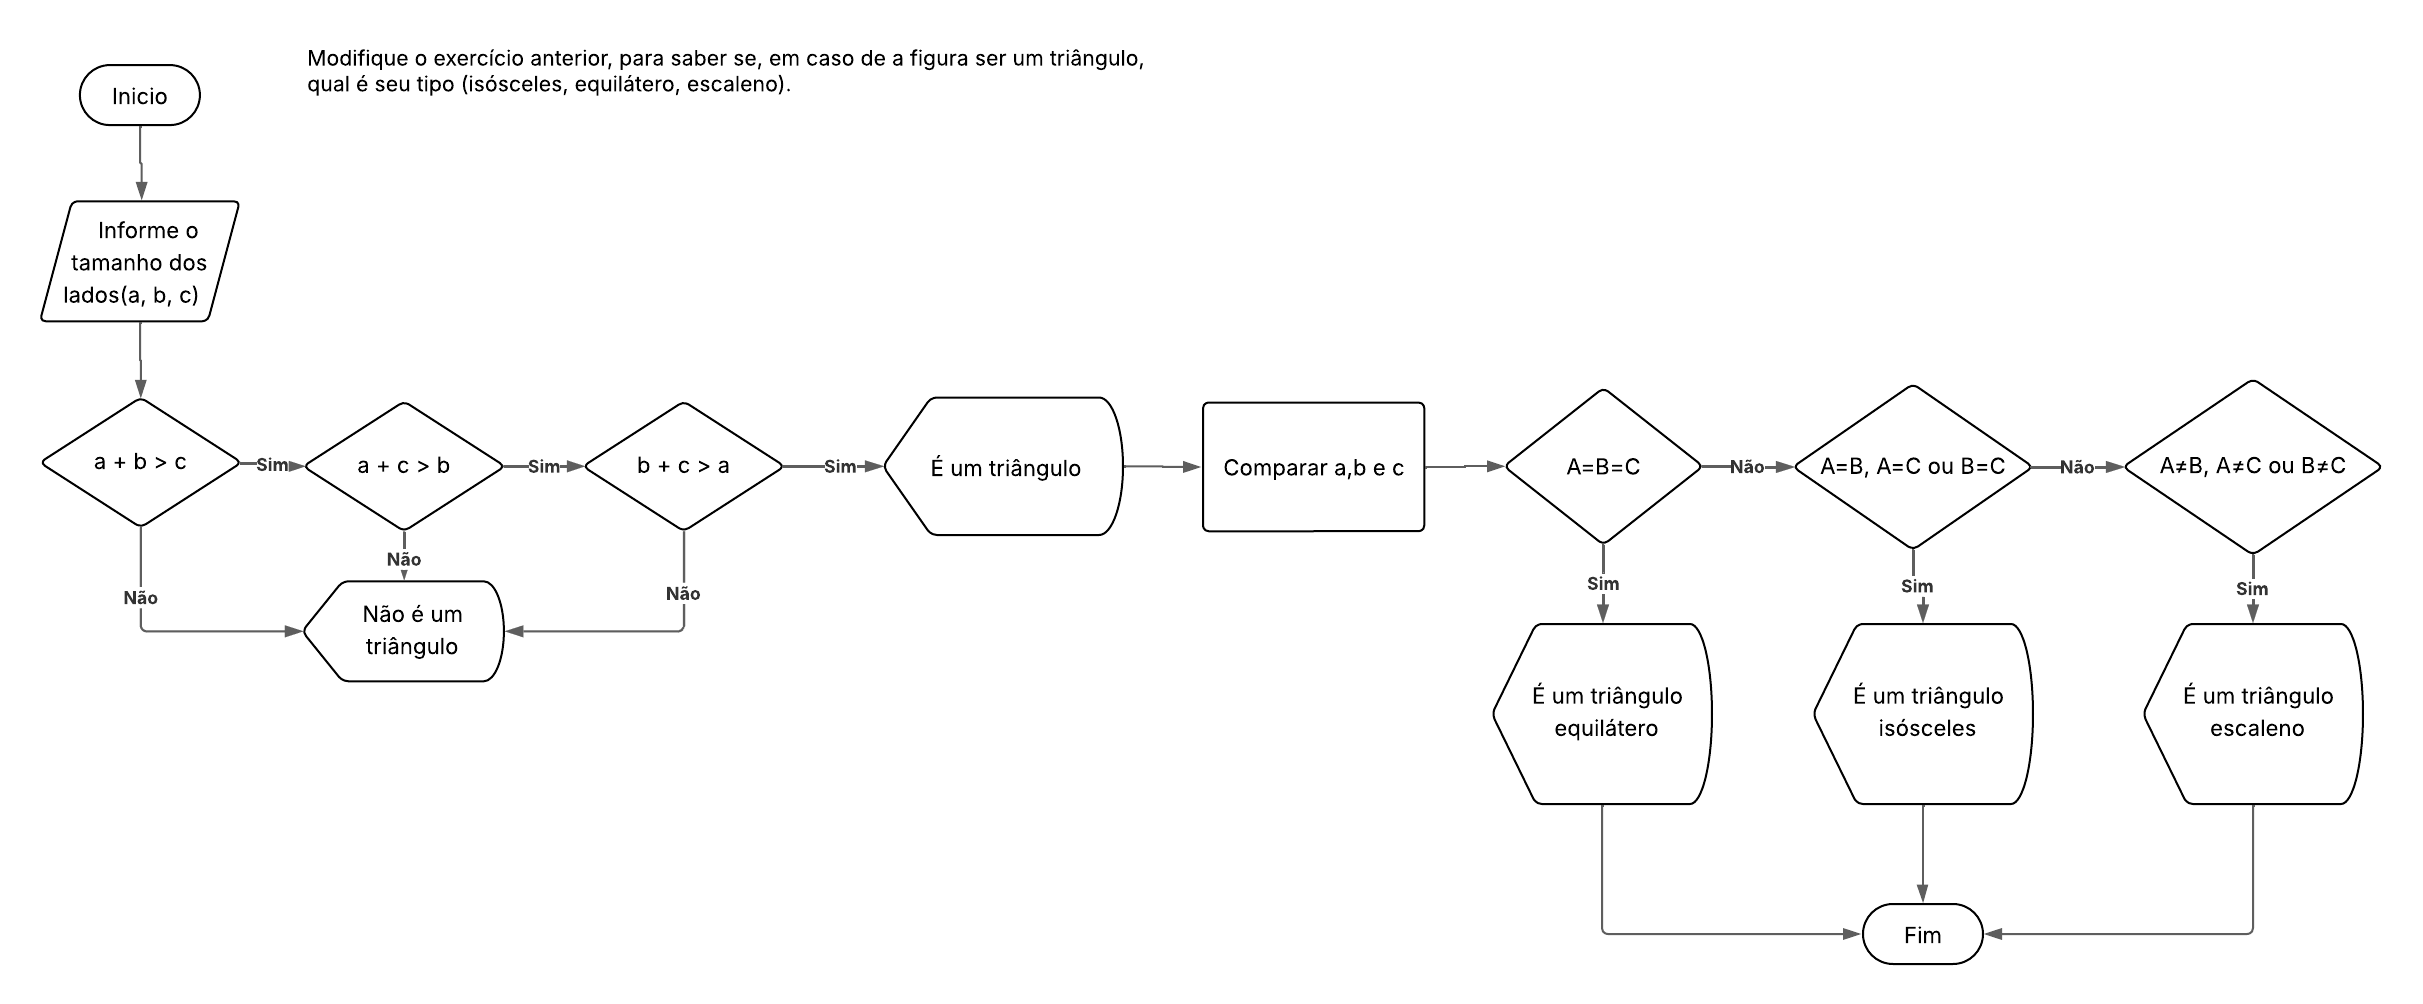 Modifique o exercício anterior, para saber se, em caso de a figura ser um triângulo,
qual é seu tipo (isósceles, equilátero, escaleno).
Inicio
Informe o
tamanho dos
lados(a, b, c)
a + b > c
Sim
a + c > b
Sim
b + c > a
Sim
É um triângulo
Comparar a,b e c
A=B=C
Não
A=B, A=C ou B=C
Não
A≠B, A≠C ou B≠C
Não
Não
Não
Não é um
triângulo
Sim
Sim
Sim
É um triângulo
equilátero
É um triângulo
isósceles
É um triângulo
escaleno
Fim